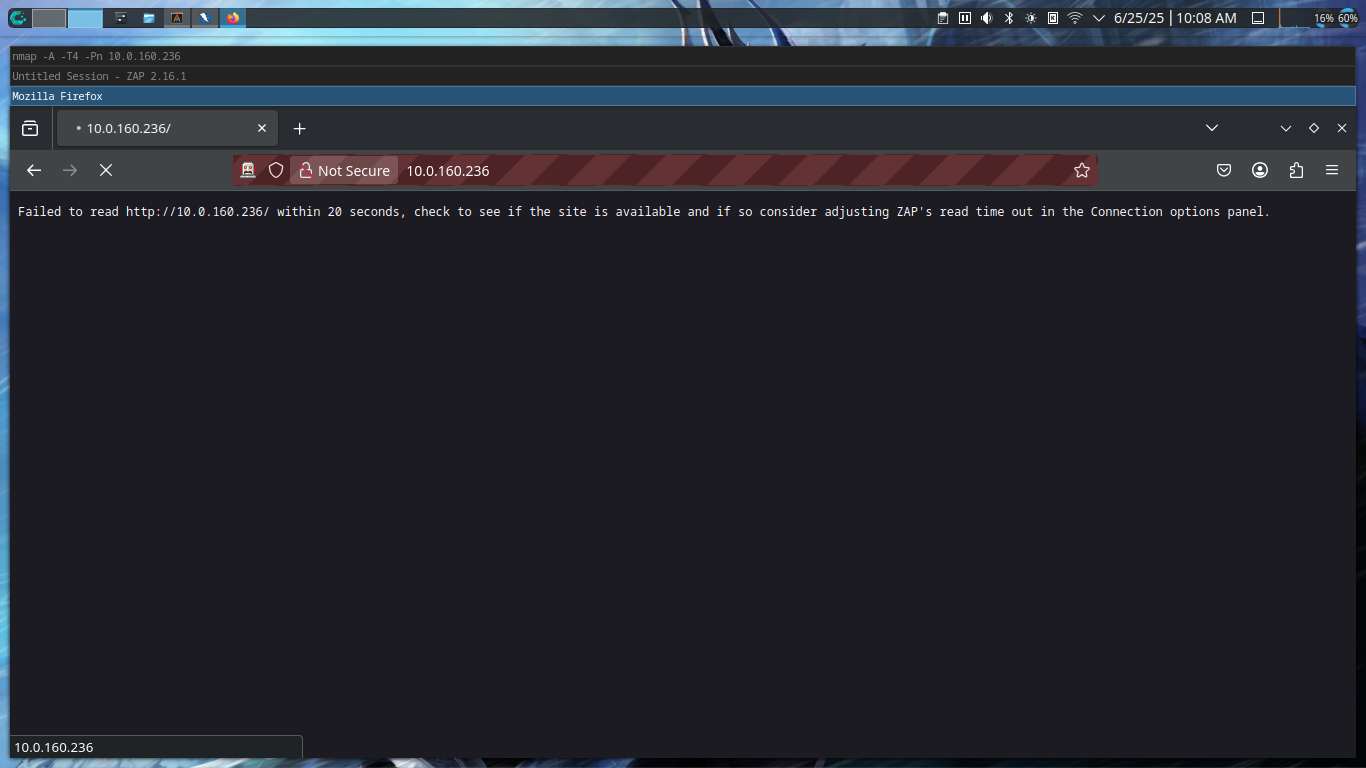 6/25/25 | 10:08 AM
16% 60%
nmap -A -T4 -Pn 10.0.160.236
Untitled Session - ZAP 2.16.1
Mozilla Firefox
10.0.160.236/
Not Secure 10.0.160.236
Failed to read http://10.0.160.236/ within 20 seconds, check to see if the site is available and if so consider adjusting ZAP's read time out in the Connection options panel.
10.0.160.236